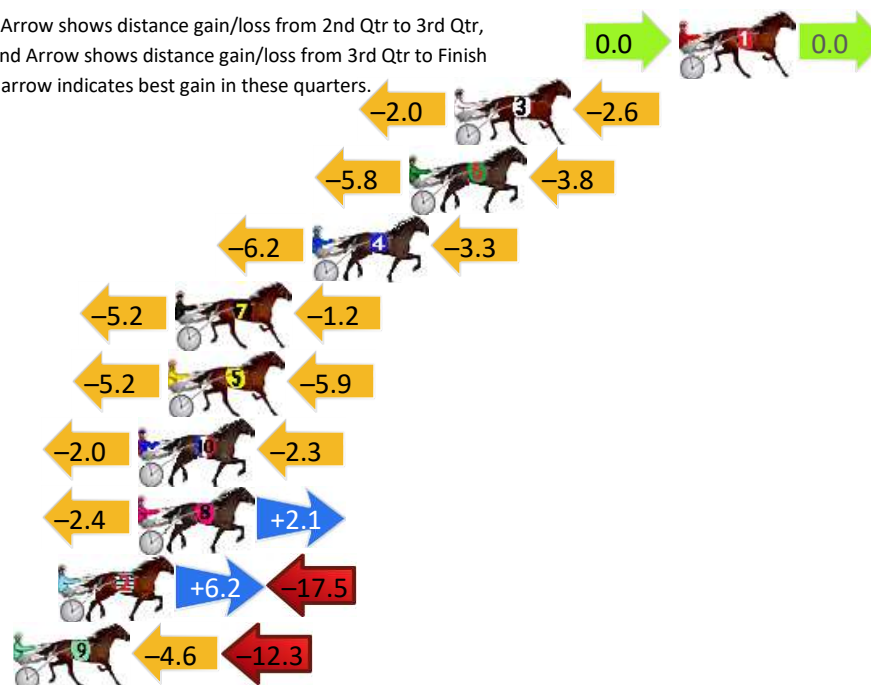 Arrow shows distance gain/loss from 2nd Qtr to 3rd Qtr,
nd Arrow shows distance gain/loss from 3rd Qtr to Finish
arrow indicates best gain in these quarters.
0.0 1 0.0
–2.0 3 –2.6
–5.8 6 –3.8
–6.2 4 –3.3
–5.2 7 –1.2
–5.2 5 –5.9
–2.0 10 –2.3
–2.4 8 +2.1
+6.2 –17.5
9 –4.6 –12.3